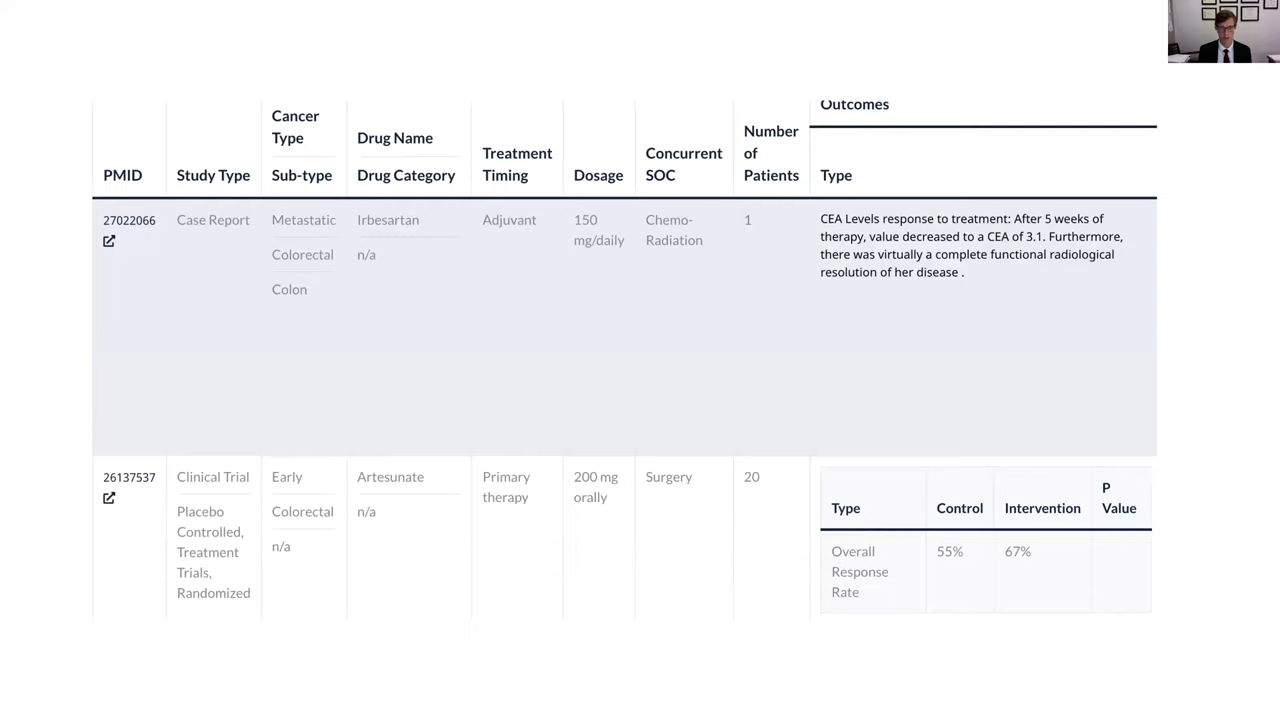 Outcomes
Cancer Type
Drug Name
Number of Patients
Treatment Timing
Concurrent SOC
PMID
Study Type
Sub-type
Drug Category
Dosage
Type
27022066
Case Report
Metastatic
Colorectal
Colon
Irbesartan
n/a
Adjuvant
150
mg/daily
Chemo-
Radiation
1
CEA Levels response to treatment: After 5 weeks of
therapy, value decreased to a CEA of 3.1. Furthermore,
there was virtually a complete functional radiological
resolution of her disease .
26137537
Clinical Trial
Placebo
Controlled,
Treatment
Trials,
Randomized
Early
Colorectal
n/a
Artesunate
n/a
Primary
therapy
200 mg
orally
Surgery
20
Type
Control
Intervention
P
Value
Overall
Response
Rate
55%
67%